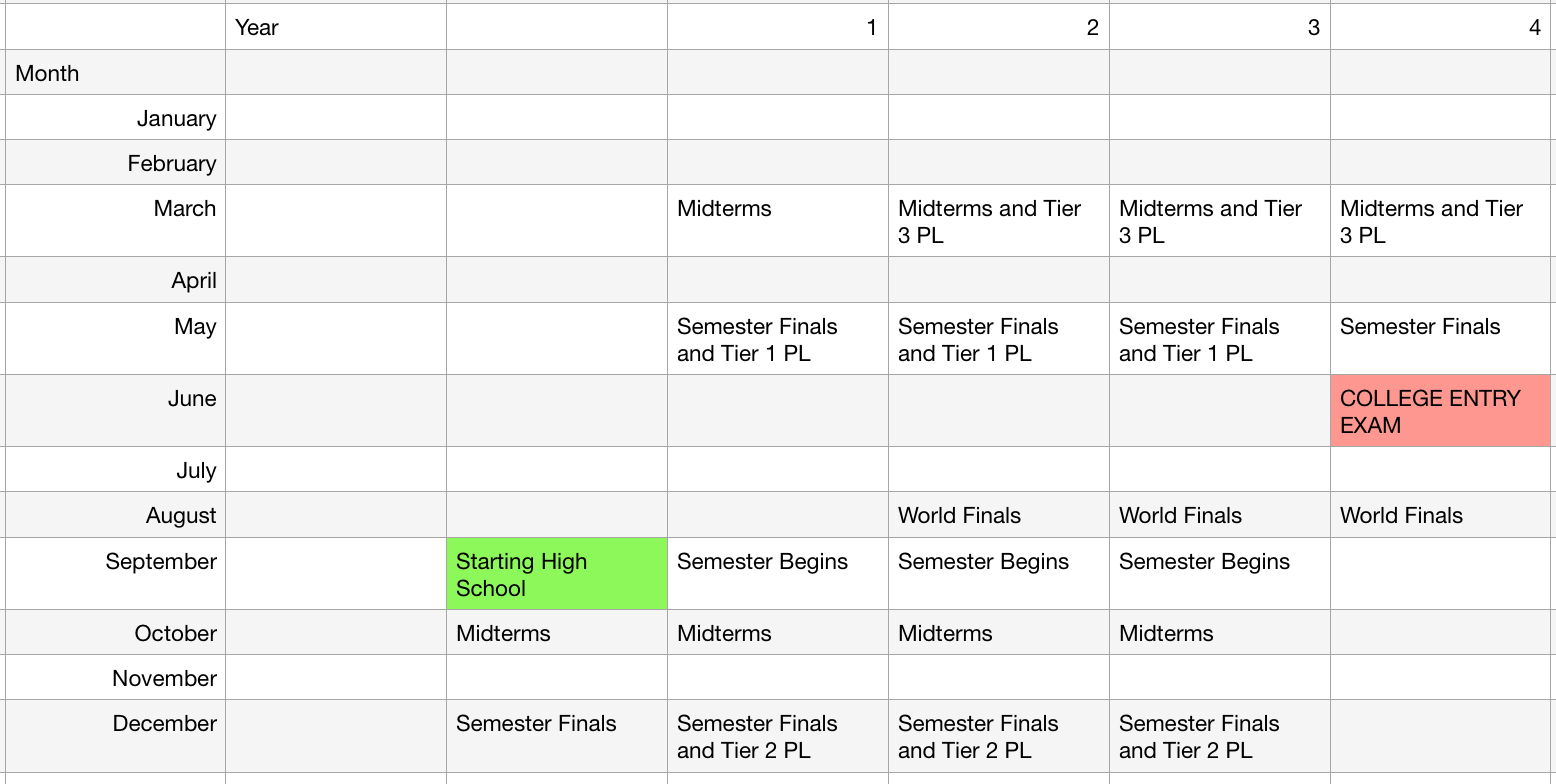 Year 1 2 3 4
Month
January
February
March Midterms Midterms and Tier Midterms and Tier Midterms and Tier
3 PL 3 PL 3 PL
April
May Semester Finals Semester Finals Semester Finals Semester Finals
and Tier 1 PL and Tier 1 PL and Tier 1 PL
June COLLEGE ENTRY
EXAM
July
August World Finals World Finals World Finals
September Starting High Semester Begins Semester Begins Semester Begins
School
October Midterms Midterms Midterms Midterms
November
December Semester Finals Semester Finals Semester Finals Semester Finals
and Tier 2 PL and Tier 2 PL and Tier 2 PL